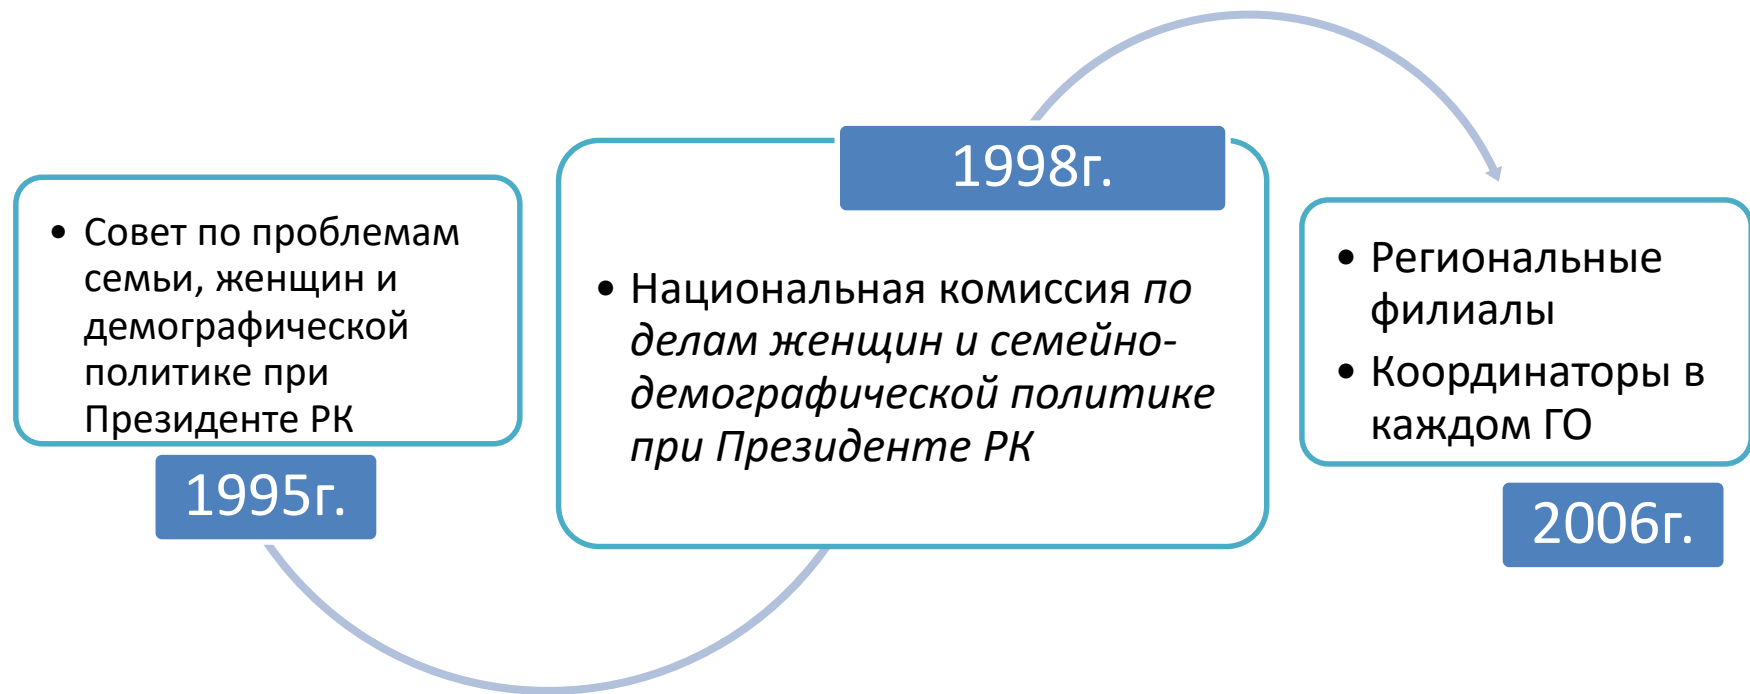 • Совет по проблемам
семьи, женщин и
демографической
политике при
Президенте РК
1995г.
1998г.
• Национальная комиссия по
делам женщин и семейно-
демографической политике
при Президенте РК
• Региональные
филиалы
• Координаторы в
каждом ГО
2006г.